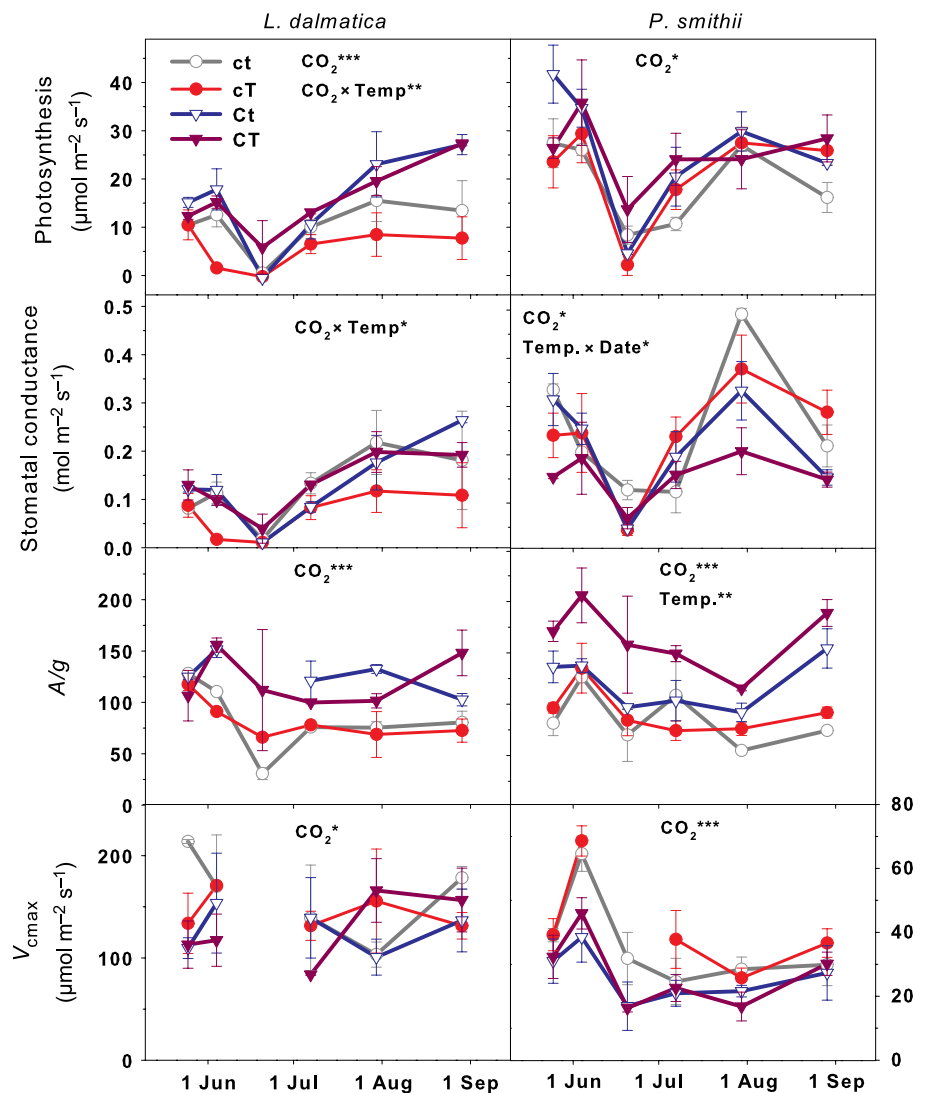 L. dalmatica
P. smithii
Photosynthesis
(µmol m–2 s–1)
40
30
20
10
0
ct
cT
Ct
CT
CO2***
CO2 × Temp**
CO2*
Stomatal conductance
(mol m–2 s–1)
0.5
0.4
0.3
0.2
0.1
0.0
CO2 × Temp*
CO2*
Temp. × Date*
A/g
200
150
100
50
0
CO2***
CO2***
Temp.**
Vcmax
(µmol m–2 s–1)
200
100
0
CO2*
CO2***
80
60
40
20
0
1 Jun 1 Jul 1 Aug 1 Sep
1 Jun 1 Jul 1 Aug 1 Sep